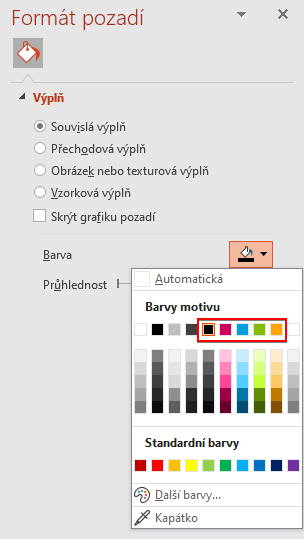 Formát pozadí
Výplň
Souvislá výplň
Přechodová výplň
Obrázek nebo texturová výplň
Vzorková výplň
Skrýt grafiku pozadí
Barva
Průhlednost
Automatická
Barvy motivu
Standardní barvy
Další barvy...
Kapátko